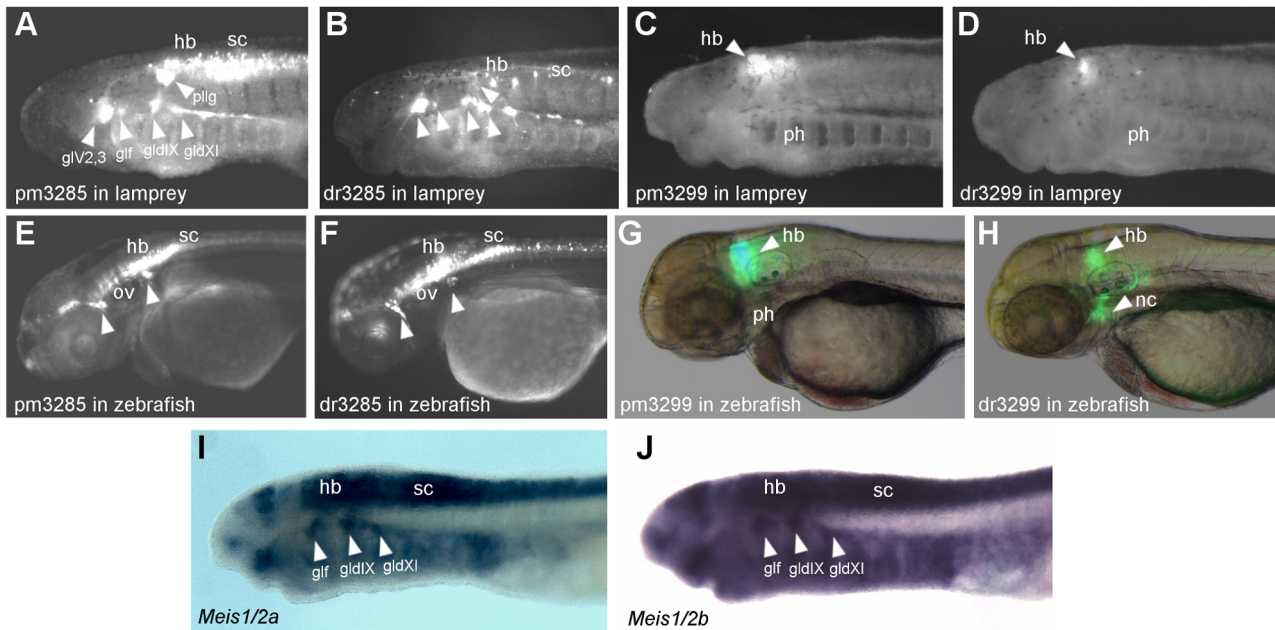 A
hb
sc
pllg
glV2,3
glf
gldIX
gldXI
pm3285 in lamprey
B
hb
sc
dr3285 in lamprey
C
hb
ph
pm3299 in lamprey
D
hb
ph
dr3299 in lamprey
E
hb
sc
ov
pm3285 in zebrafish
F
hb
sc
ov
dr3285 in zebrafish
G
hb
ph
pm3299 in zebrafish
H
hb
nc
dr3299 in zebrafish
I
hb
sc
glf
gldIX
gldXI
Meis1/2a
J
hb
sc
glf
gldIX
gldXI
Meis1/2b